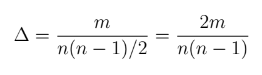 Δ = m / (n(n − 1)/2) = 2m / (n(n − 1))